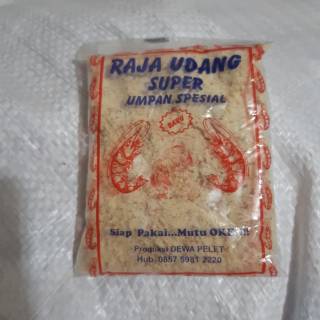 RAJA UDANG
SUPER
UMPAN SPESIAL
BARU
Siap Pakai...Mutu OKE!!!
Produksi DEWA PELET
Hub. 0857 5981 2220